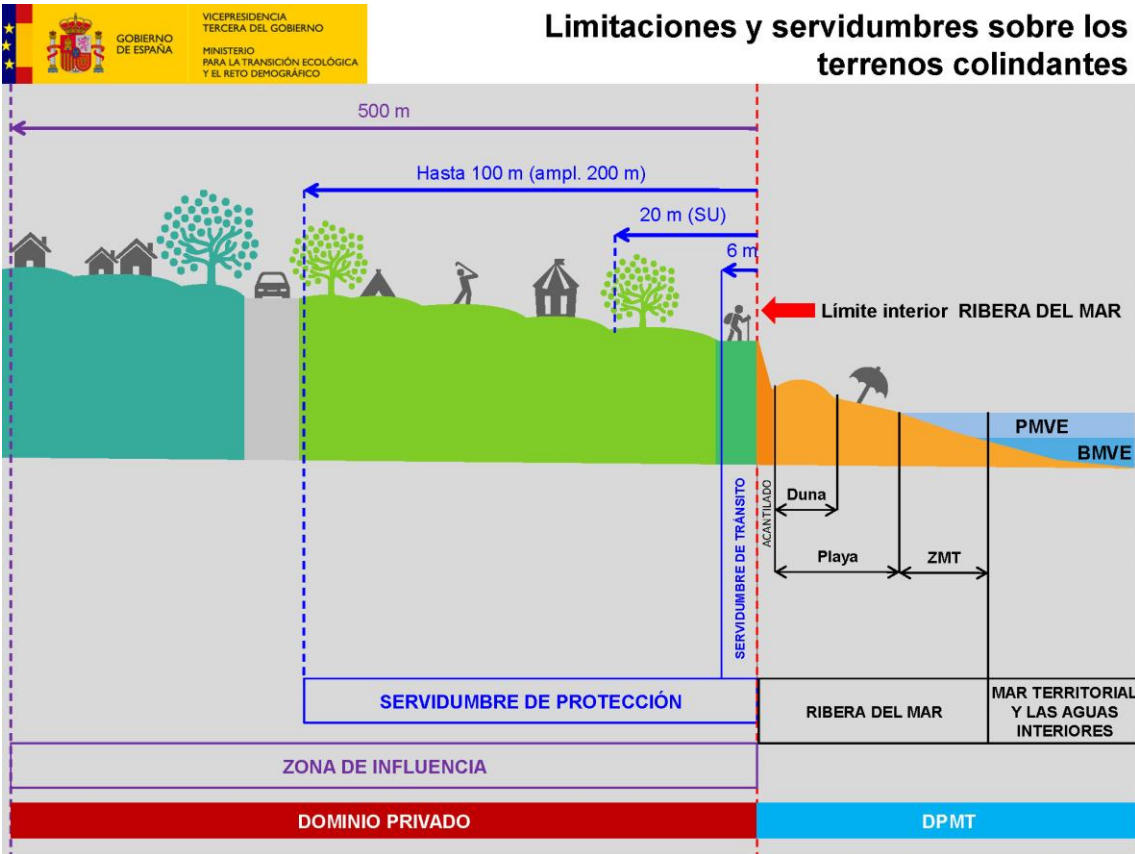 GOBIERNO
DE ESPAÑA
VICEPRESIDENCIA
TERCERA DEL GOBIERNO
MINISTERIO
PARA LA TRANSICIÓN ECOLÓGICA
Y EL RETO DEMOGRÁFICO
Limitaciones y servidumbres sobre los
terrenos colindantes
500 m
Hasta 100 m (ampl. 200 m)
20 m (SU)
6 m
Límite interior RIBERA DEL MAR
PMVE
BMVE
ACANTILADO
Duna
Playa
ZMT
SERVIDUMBRE DE TRÁNSITO
SERVIDUMBRE DE PROTECCIÓN
RIBERA DEL MAR
MAR TERRITORIAL
Y LAS AGUAS
INTERIORES
ZONA DE INFLUENCIA
DOMINIO PRIVADO
DPMT